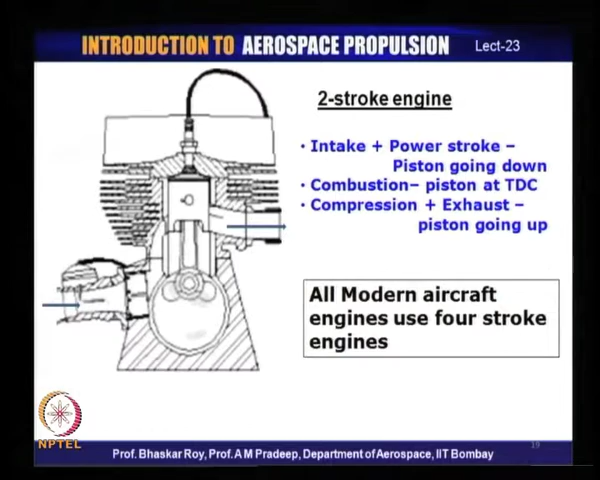 INTRODUCTION TO AEROSPACE PROPULSION Lect-23
2-stroke engine
• Intake + Power stroke –
Piston going down
• Combustion– piston at TDC
• Compression + Exhaust –
piston going up
All Modern aircraft
engines use four stroke
engines
NPTEL
19
Prof. Bhaskar Roy, Prof. A M Pradeep, Department of Aerospace, IIT Bombay